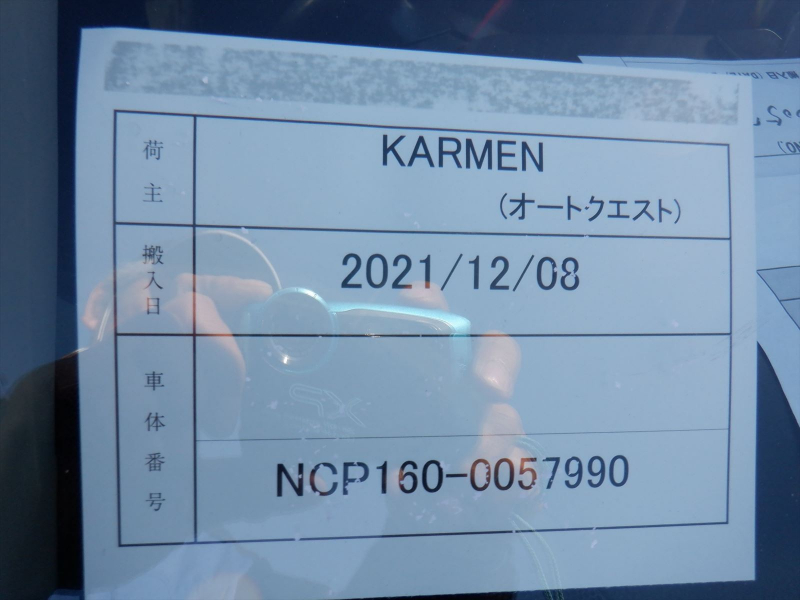 荷主
KARMEN
(オートクエスト)
搬入日
2021/12/08
車体番号
NCP160-0057990